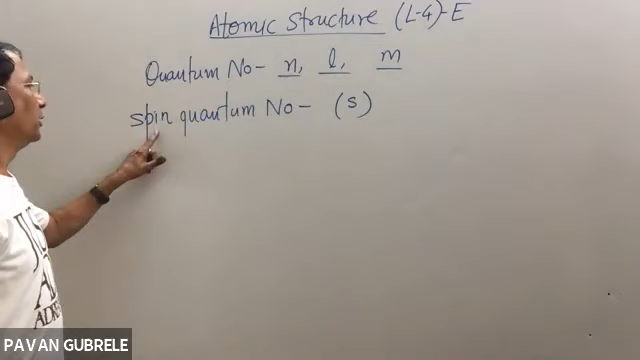 Atomic Structure (L-4)-E
Quantum No- n, l, m
Spin quantum No- (s)
PAVAN GUBRELE